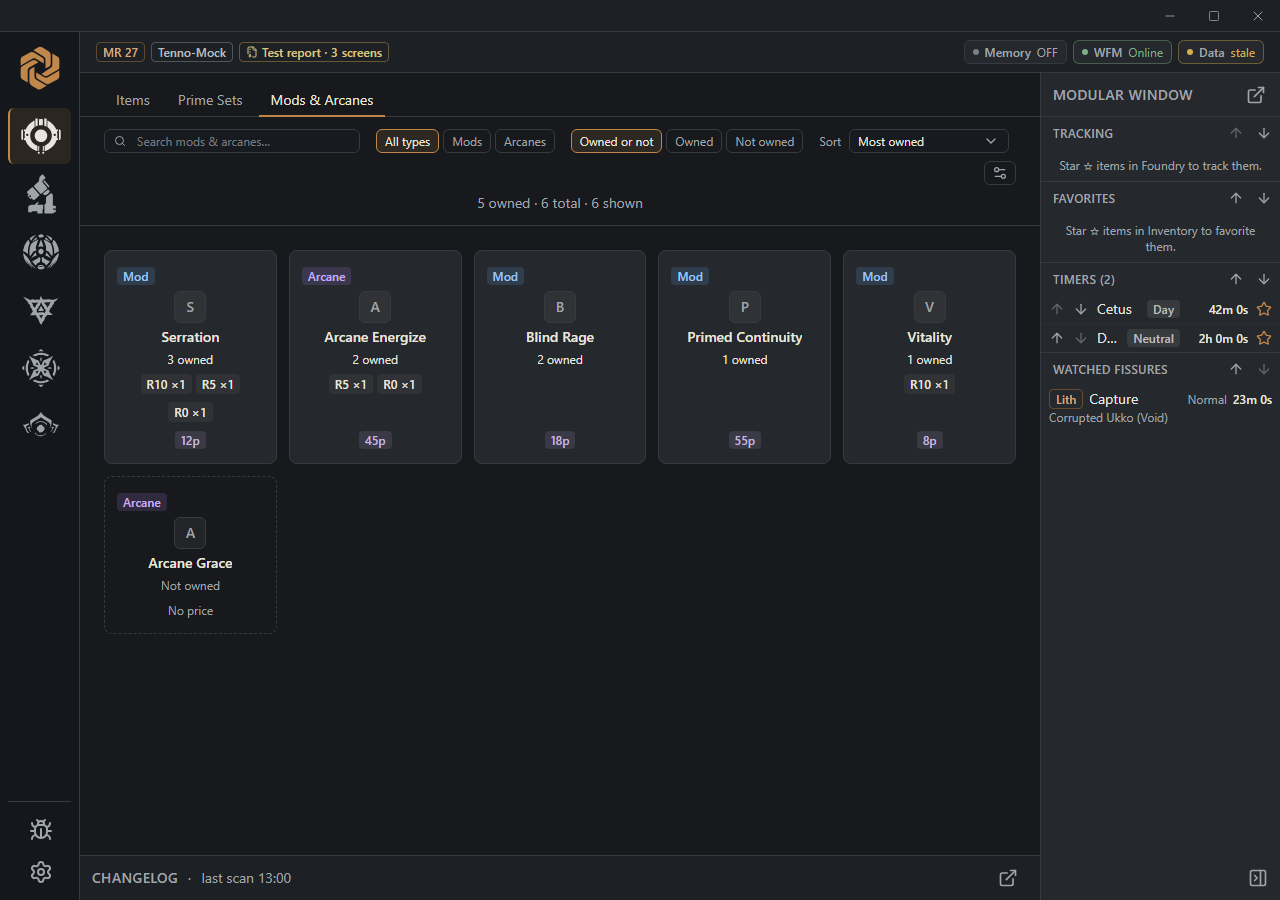 MR 27 Tenno-Mock Test report · 3 screens Memory OFF WFM Online Data stale
Items Prime Sets Mods & Arcanes
Search mods & arcanes... All types Mods Arcanes Owned or not Owned Not owned Sort Most owned
5 owned · 6 total · 6 shown
Mod
S
Serration
3 owned
R10 ×1 R5 ×1
R0 ×1
12p
Arcane
A
Arcane Energize
2 owned
R5 ×1 R0 ×1
45p
Mod
B
Blind Rage
2 owned
18p
Mod
P
Primed Continuity
1 owned
55p
Mod
V
Vitality
1 owned
R10 ×1
8p
Arcane
A
Arcane Grace
Not owned
No price
MODULAR WINDOW
TRACKING
Star ☆ items in Foundry to track them.
FAVORITES
Star ☆ items in Inventory to favorite
them.
TIMERS (2)
Cetus Day 42m 0s
D... Neutral 2h 0m 0s
WATCHED FISSURES
Lith Capture Normal 23m 0s
Corrupted Ukko (Void)
CHANGELOG · last scan 13:00